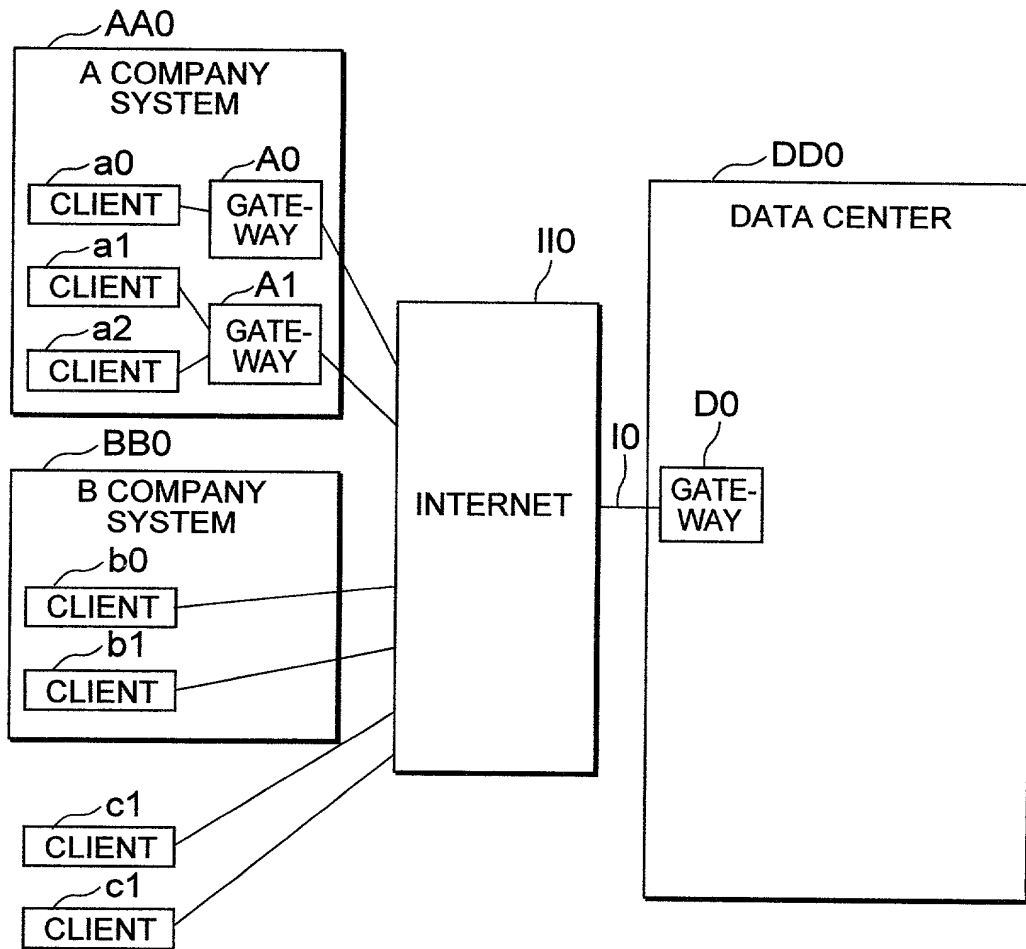 AA0
A COMPANY
SYSTEM
a0
CLIENT
A0
GATE-
WAY
a1
CLIENT
A1
GATE-
WAY
a2
CLIENT
BB0
B COMPANY
SYSTEM
b0
CLIENT
b1
CLIENT
c1
CLIENT
c1
CLIENT
II0
INTERNET
I0
DD0
DATA CENTER
D0
GATE-
WAY